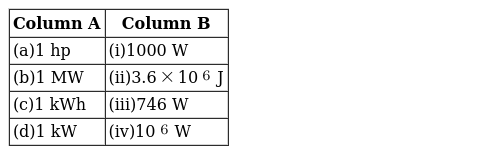 Column A Column B
(a)1 hp (i)1000 W
(b)1 MW (ii)3.6 × 10 ⁶ J
(c)1 kWh (iii)746 W
(d)1 kW (iv)10 ⁶ W